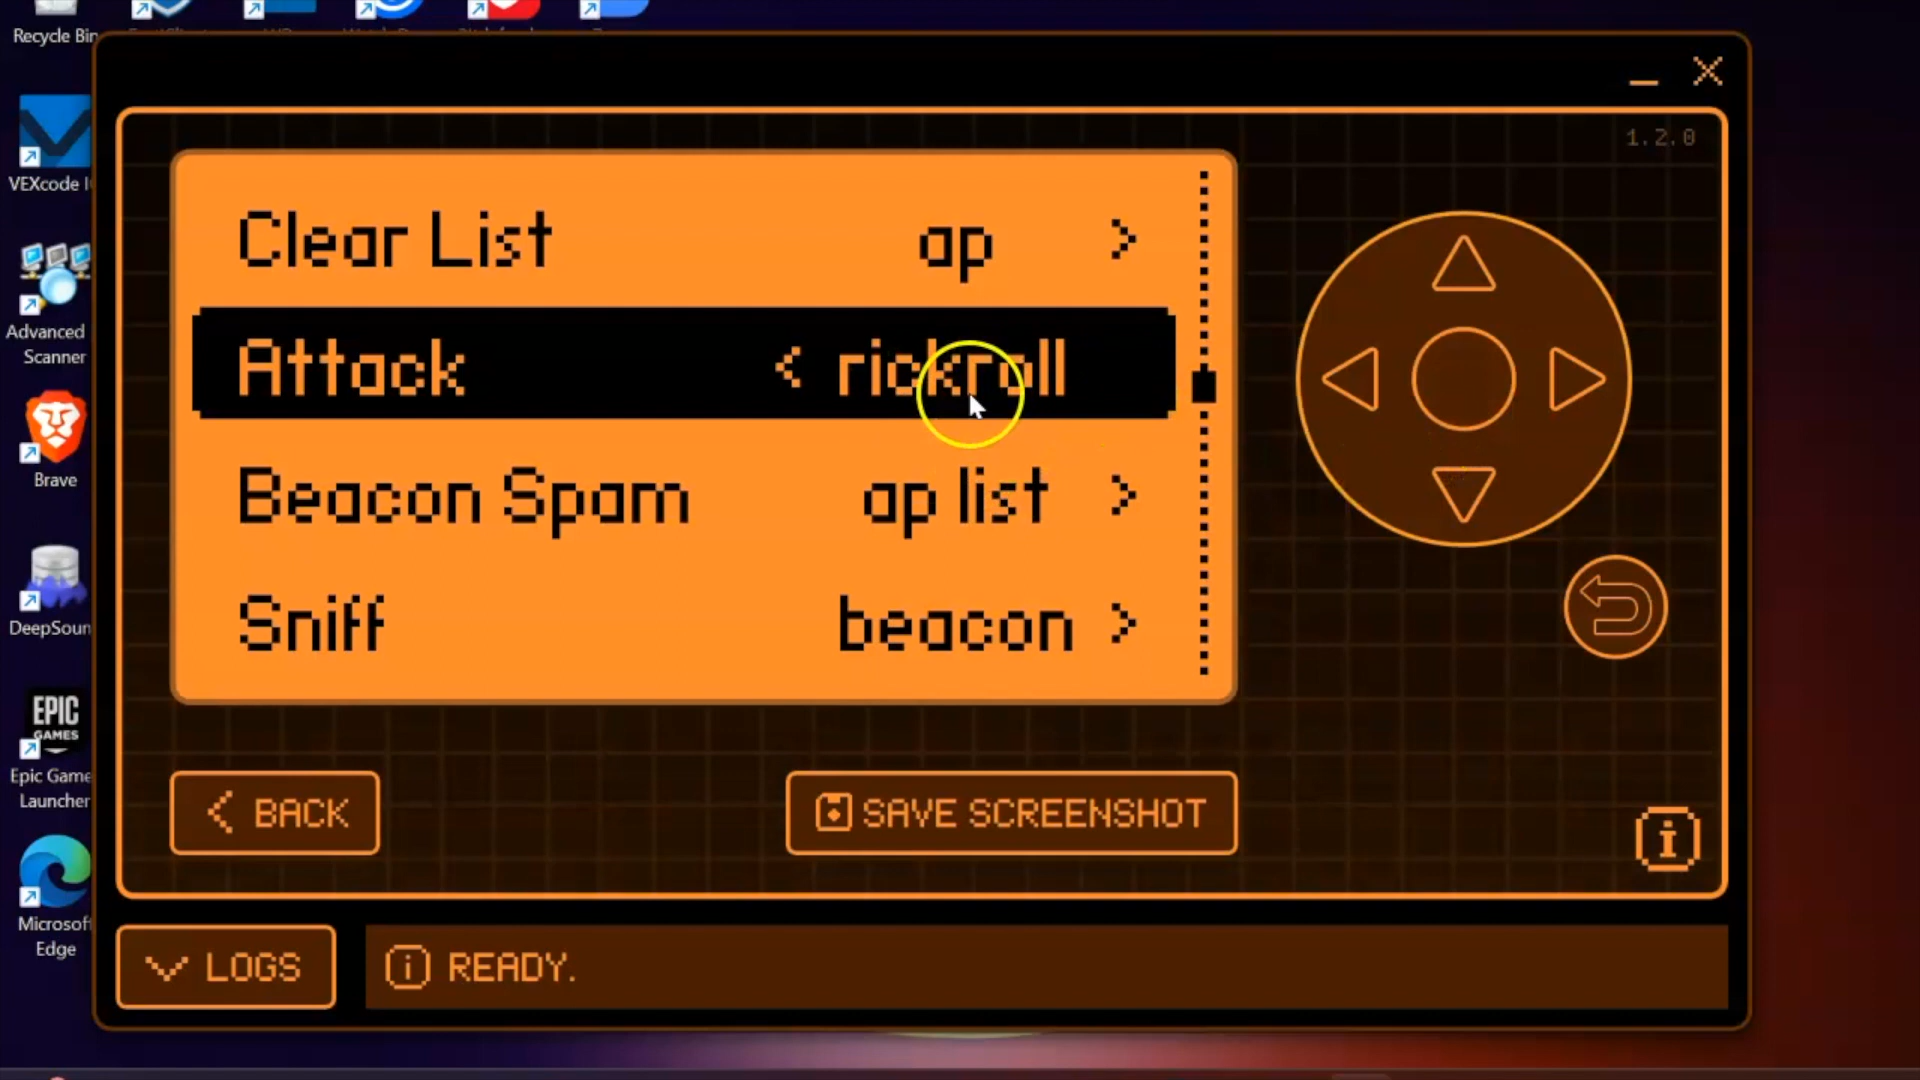 Recycle Bin
1.2.0
Clear List ap >
Attack < rickroll
Beacon Spam ap list >
Sniff beacon >
VEXcode
Advanced
Scanner
Brave
DeepSoun
EPIC
GAMES
Epic Game
Launcher
Microsoft
Edge
< BACK
SAVE SCREENSHOT
LOGS
READY.